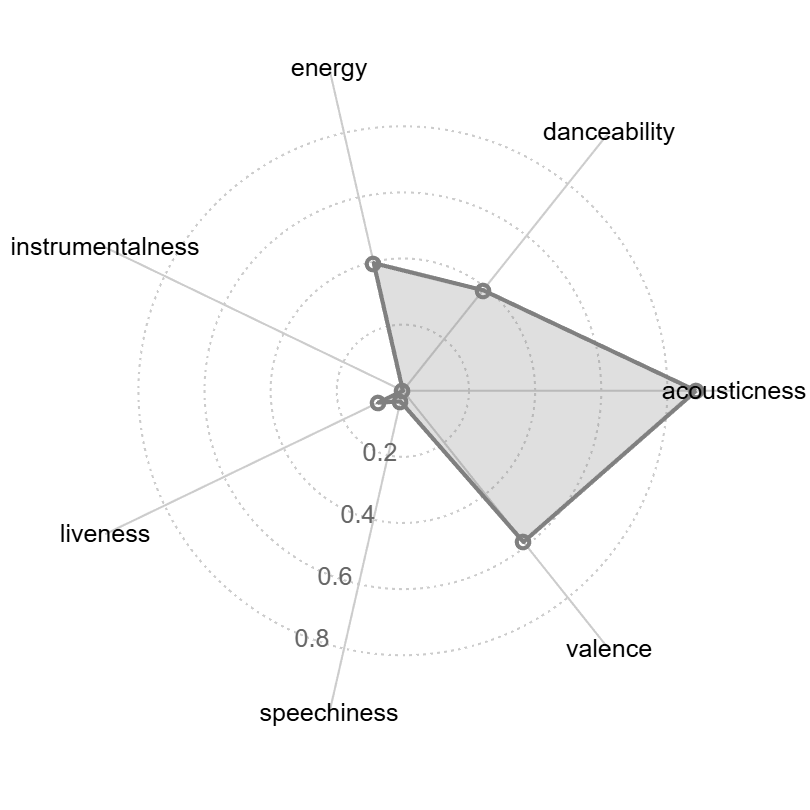 energy
danceability
instrumentalness
acousticness
0.2
0.4
liveness
0.6
0.8
valence
speechiness